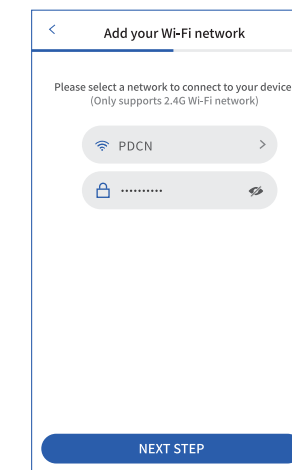 Add your Wi-Fi network
Please select a network to connect to your device
(Only supports 2.4G Wi-Fi network)
PDCN
··········
NEXT STEP